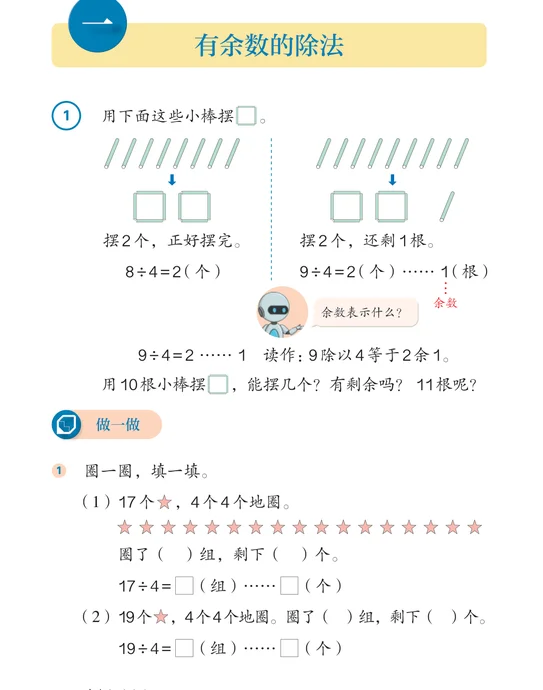 一
有余数的除法
1 用下面这些小棒摆□。
摆2个，正好摆完。 摆2个，还剩1根。
8÷4=2（个） 9÷4=2（个）…… 1（根）
余数
余数表示什么？
9÷4=2 …… 1 读作：9除以4等于2余1。
用10根小棒摆□，能摆几个？有剩余吗？ 11根呢？
做一做
1 圈一圈，填一填。
（1）17个★，4个4个地圈。
★★★★★★★★★★★★★★★★★
圈了（ ）组，剩下（ ）个。
17÷4=□（组）……□（个）
（2）19个★，4个4个地圈。圈了（ ）组，剩下（ ）个。
19÷4=□（组）……□（个）